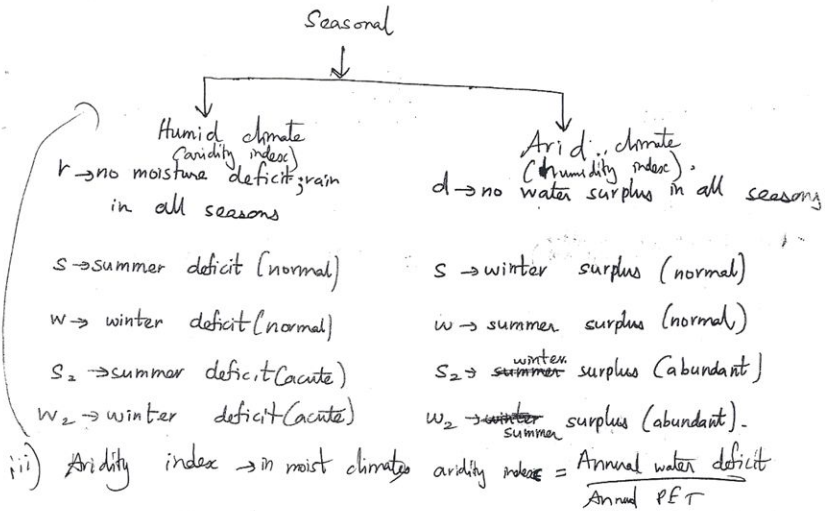 Seasonal
Humid climate
(aridity index)
r → no moisture deficit; rain
in all seasons
s → summer deficit (normal)
w → winter deficit (normal)
s2 → summer deficit (acute)
w2 → winter deficit (acute)
Arid climate
(humidity index).
d → no water surplus in all seasons
s → winter surplus (normal)
w → summer surplus (normal)
s2 → winter surplus (abundant)
w2 → summer surplus (abundant).
iii) Aridity index → in moist climates aridity index = Annual water deficit
Annual PET